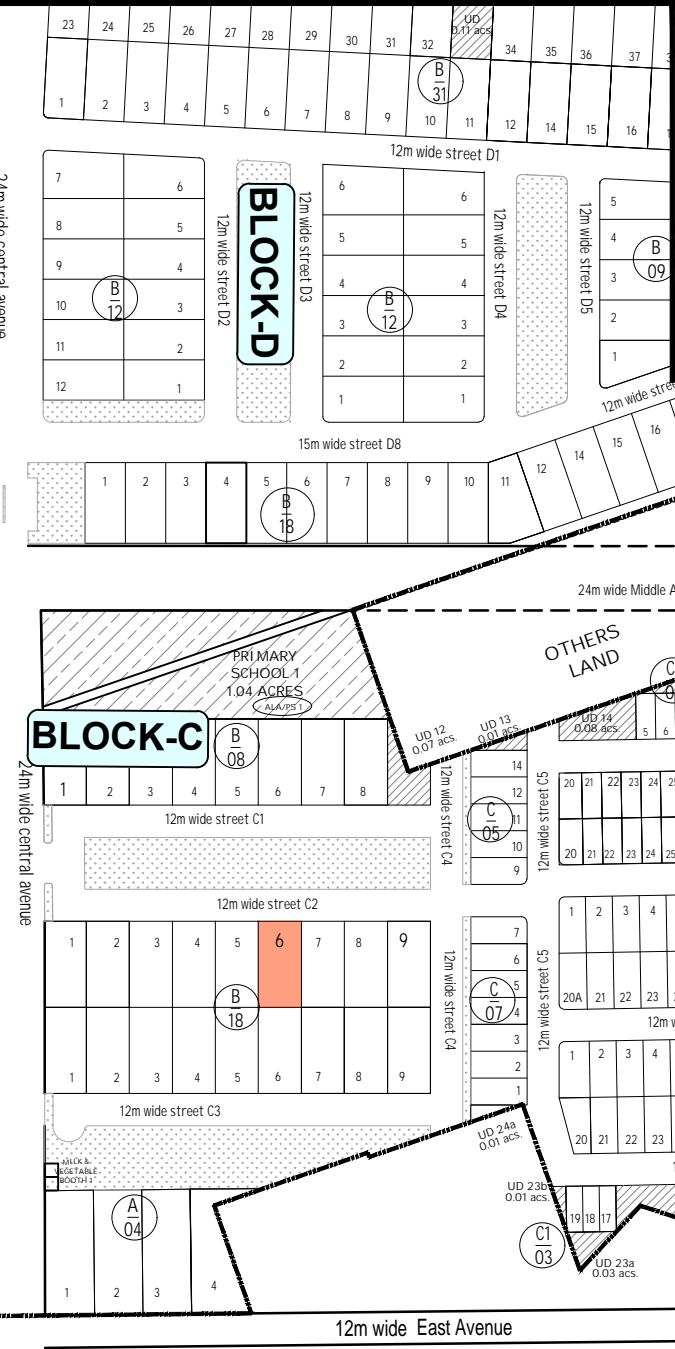 23 24 25 26 27 28 29 30 31 32 UD 34 35 36 37
0.11 acs
B
31
1 2 3 4 5 6 7 8 9 10 11 12 14 15 16
12m wide street D1
24m wide central avenue
7 6
8 5
9 4
10 3
11 2
12 1
B
12
12m wide street D2
BLOCK-D
12m wide street D3
6 6
5 5
4 4
3 3
2 2
1 1
B
12
12m wide street D4
12m wide street D5
5
4
3
2
1
B
09
12m wide stree
15m wide street D8
1 2 3 4 5 6 7 8 9 10 11 12 14 15 16
B
18
24m wide Middle A
OTHERS
LAND
PRIMARY
SCHOOL 1
1.04 ACRES
ALA/PS 1
BLOCK-C
B
08
1 2 3 4 5 6 7 8
UD 12
0.07 acs.
UD 13
0.01 acs.
UD 14
0.08 acs.
5 6
C
24m wide central avenue
12m wide street C1
12m wide street C4
14
12
11
10
9
C
05
12m wide street C5
20 21 22 23 24 25
20 21 22 23 24 25
12m wide street C2
1 2 3 4 5 6 7 8 9
B
18
1 2 3 4 5 6 7 8 9
12m wide street C4
7
6
5
4
3
2
1
C
07
12m wide street C5
1 2 3 4
20A 21 22 23
12m w
1 2 3 4
20 21 22 23
12m wide street C3
MILK &
VEGETABLE
BOOTH 1
A
04
1 2 3 4
UD 24a
0.01 acs.
UD 23b
0.01 acs.
19 18 17
C1
03
UD 23a
0.03 acs.
12m wide East Avenue